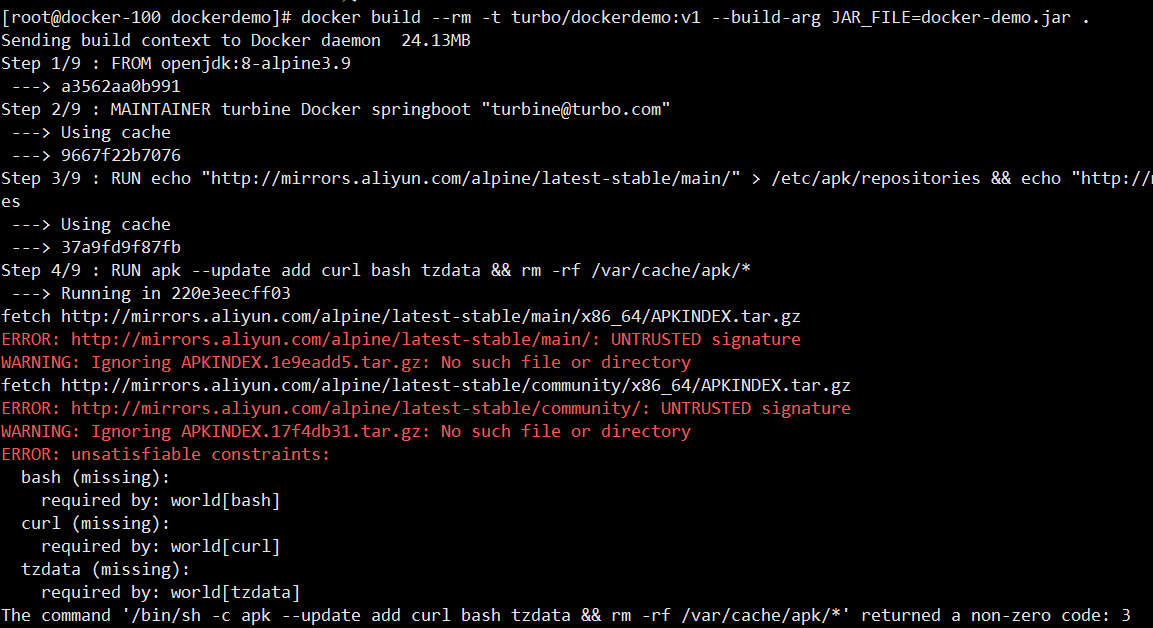 [root@docker-100 dockerdemo]# docker build --rm -t turbo/dockerdemo:v1 --build-arg JAR_FILE=docker-demo.jar .
Sending build context to Docker daemon  24.13MB
Step 1/9 : FROM openjdk:8-alpine3.9
 ---> a3562aa0b991
Step 2/9 : MAINTAINER turbine Docker springboot "turbine@turbo.com"
 ---> Using cache
 ---> 9667f22b7076
Step 3/9 : RUN echo "http://mirrors.aliyun.com/alpine/latest-stable/main/" > /etc/apk/repositories && echo "http://
es
 ---> Using cache
 ---> 37a9fd9f87fb
Step 4/9 : RUN apk --update add curl bash tzdata && rm -rf /var/cache/apk/*
 ---> Running in 220e3eecff03
fetch http://mirrors.aliyun.com/alpine/latest-stable/main/x86_64/APKINDEX.tar.gz
ERROR: http://mirrors.aliyun.com/alpine/latest-stable/main/: UNTRUSTED signature
WARNING: Ignoring APKINDEX.1e9eadd5.tar.gz: No such file or directory
fetch http://mirrors.aliyun.com/alpine/latest-stable/community/x86_64/APKINDEX.tar.gz
ERROR: http://mirrors.aliyun.com/alpine/latest-stable/community/: UNTRUSTED signature
WARNING: Ignoring APKINDEX.17f4db31.tar.gz: No such file or directory
ERROR: unsatisfiable constraints:
  bash (missing):
    required by: world[bash]
  curl (missing):
    required by: world[curl]
  tzdata (missing):
    required by: world[tzdata]
The command '/bin/sh -c apk --update add curl bash tzdata && rm -rf /var/cache/apk/*' returned a non-zero code: 3